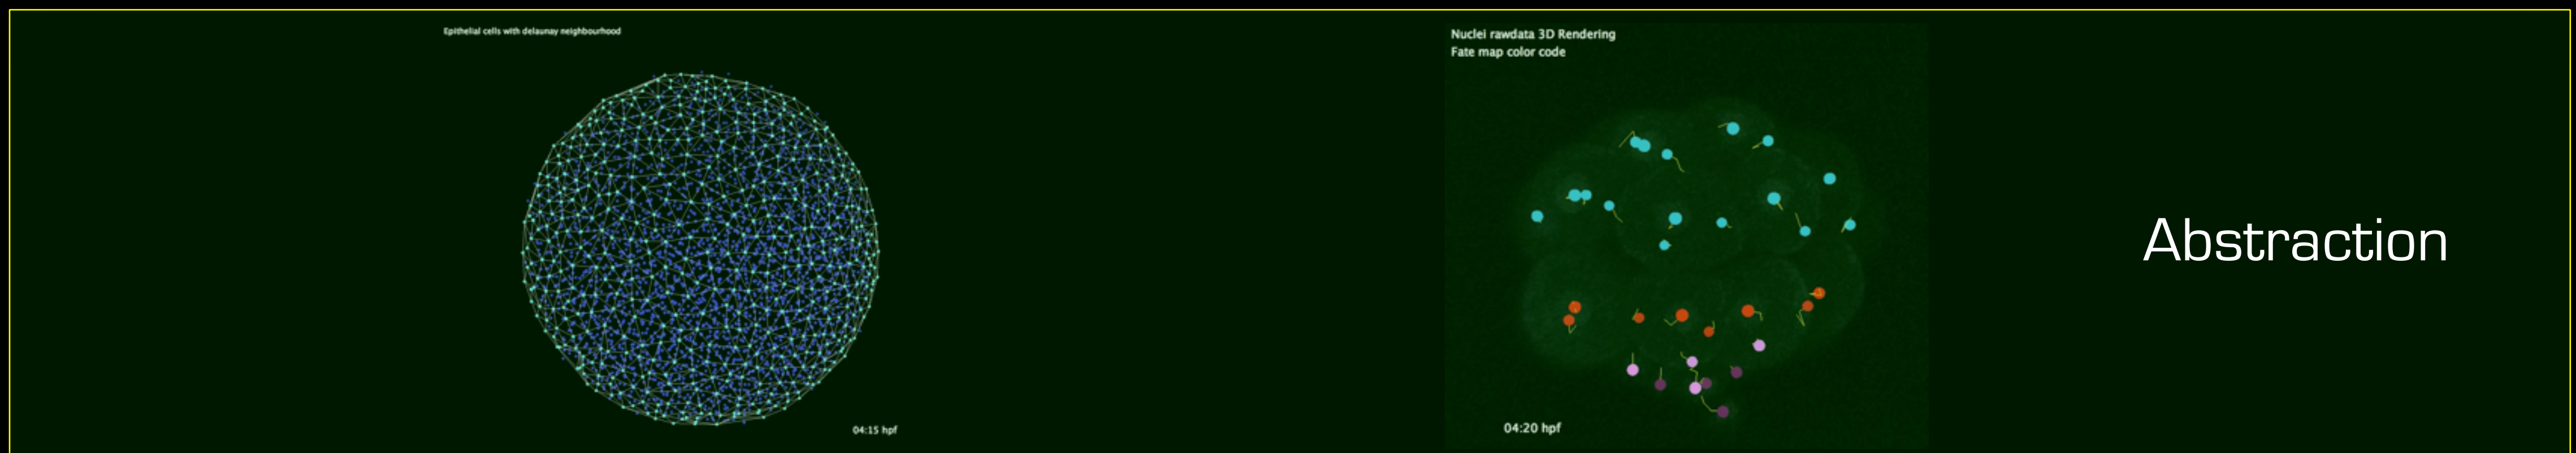 Epithelial cells with delaunay neighbourhood
04:15 hpf
Nuclei rawdata 3D Rendering
Fate map color code
04:20 hpf
Abstraction